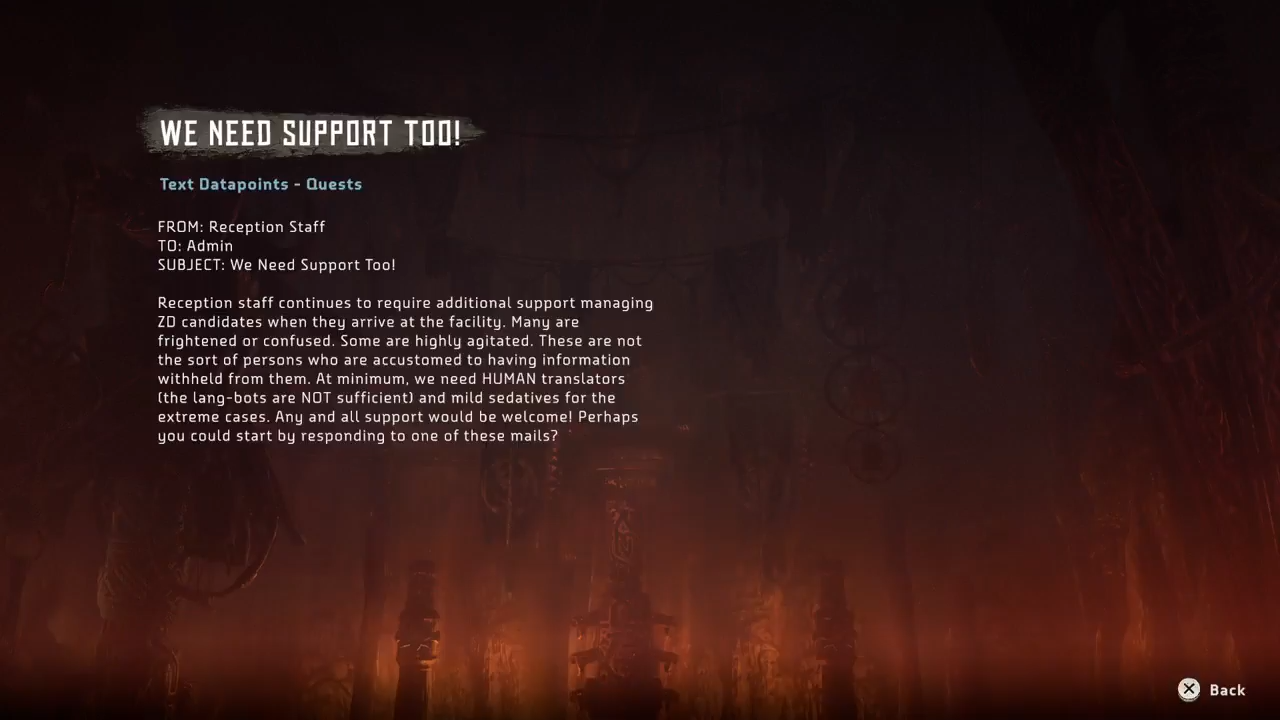 WE NEED SUPPORT TOO!
Text Datapoints - Quests
FROM: Reception Staff
TO: Admin
SUBJECT: We Need Support Too!
Reception staff continues to require additional support managing
ZD candidates when they arrive at the facility. Many are
frightened or confused. Some are highly agitated. These are not
the sort of persons who are accustomed to having information
withheld from them. At minimum, we need HUMAN translators
(the lang-bots are NOT sufficient) and mild sedatives for the
extreme cases. Any and all support would be welcome! Perhaps
you could start by responding to one of these mails?
Back